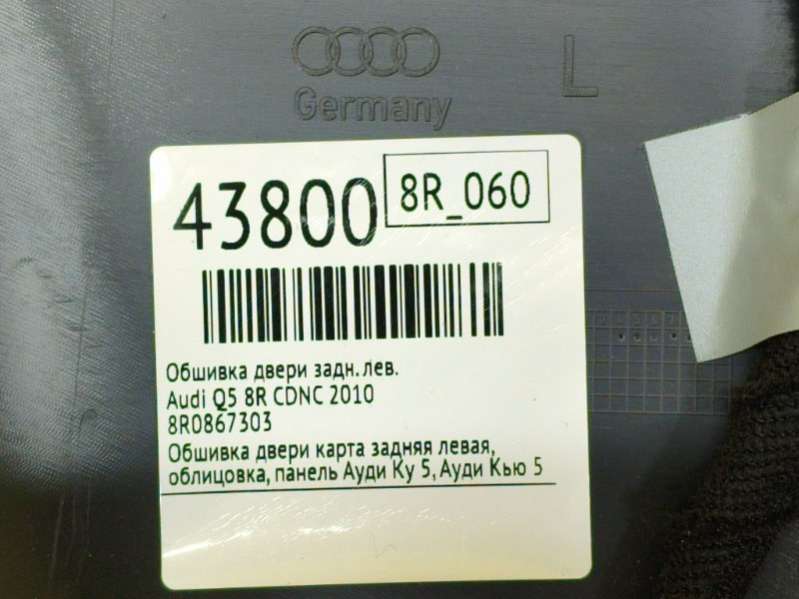 Germany
L
43800
8R_060
Обшивка двери задн. лев.
Audi Q5 8R CDNC 2010
8R0867303
Обшивка двери карта задняя левая,
облицовка, панель Ауди Ку 5, Ауди Кью 5